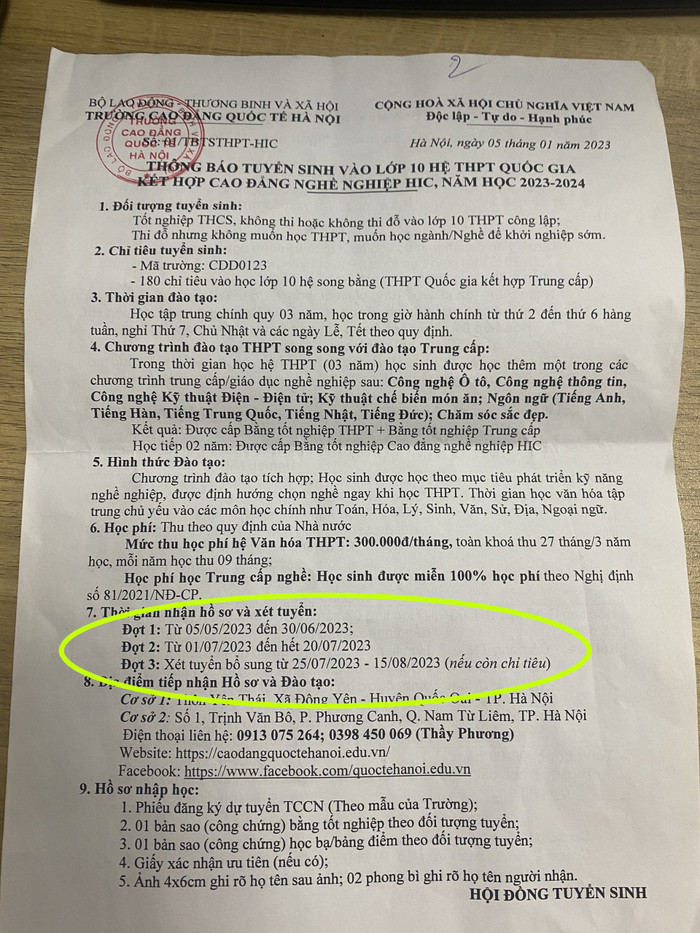 2
BỘ LAO ĐỘNG THƯƠNG BINH VÀ XÃ HỘI
TRƯỜNG CAO ĐẲNG QUỐC TẾ HÀ NỘI
CỘNG HOÀ XÃ HỘI CHỦ NGHĨA VIỆT NAM
Độc lập - Tự do - Hạnh phúc
TRƯỜNG
CAO ĐẲNG
QUỐC TẾ
HÀ NỘI
Số: 01/TBTSTHPT-HIC
Hà Nội, ngày 05 tháng 01 năm 2023
THÔNG BÁO TUYỂN SINH VÀO LỚP 10 HỆ THPT QUỐC GIA
KẾT HỢP CAO ĐẲNG NGHỀ NGHIỆP HIC, NĂM HỌC 2023-2024
1. Đối tượng tuyển sinh:
Tốt nghiệp THCS, không thi hoặc không thi đỗ vào lớp 10 THPT công lập;
Thi đỗ nhưng không muốn học THPT, muốn học ngành/Nghề để khởi nghiệp sớm.
2. Chỉ tiêu tuyển sinh:
- Mã trường: CDD0123
- 180 chỉ tiêu vào học lớp 10 hệ song bằng (THPT Quốc gia kết hợp Trung cấp)
3. Thời gian đào tạo:
Học tập trung chính quy 03 năm, học trong giờ hành chính từ thứ 2 đến thứ 6 hàng
tuần, nghỉ Thứ 7, Chủ Nhật và các ngày Lễ, Tết theo quy định.
4. Chương trình đào tạo THPT song song với đào tạo Trung cấp:
Trong thời gian học hệ THPT (03 năm) học sinh được học thêm một trong các
chương trình trung cấp/giáo dục nghề nghiệp sau: Công nghệ Ô tô, Công nghệ thông tin,
Công nghệ Kỹ thuật Điện - Điện tử; Kỹ thuật chế biến món ăn; Ngôn ngữ (Tiếng Anh,
Tiếng Hàn, Tiếng Trung Quốc, Tiếng Nhật, Tiếng Đức); Chăm sóc sắc đẹp.
Kết quả: Được cấp Bằng tốt nghiệp THPT + Bằng tốt nghiệp Trung cấp
Học tiếp 02 năm: Được cấp Bằng tốt nghiệp Cao đẳng nghề nghiệp HIC
5. Hình thức Đào tạo:
Chương trình đào tạo tích hợp; Học sinh được học theo mục tiêu phát triển kỹ năng
nghề nghiệp, được định hướng chọn nghề ngay khi học THPT. Thời gian học văn hóa tập
trung chủ yếu vào các môn học chính như Toán, Hóa, Lý, Sinh, Văn, Sử, Địa, Ngoại ngữ.
6. Học phí: Thu theo quy định của Nhà nước
Mức thu học phí hệ Văn hóa THPT: 300.000đ/tháng, toàn khoá thu 27 tháng/3 năm
học, mỗi năm học thu 09 tháng;
Học phí học Trung cấp nghề: Học sinh được miễn 100% học phí theo Nghị định
số 81/2021/NĐ-CP.
7. Thời gian nhận hồ sơ và xét tuyển:
Đợt 1: Từ 05/05/2023 đến 30/06/2023;
Đợt 2: Từ 01/07/2023 đến hết 20/07/2023
Đợt 3: Xét tuyển bổ sung từ 25/07/2023 - 15/08/2023 (nếu còn chỉ tiêu)
8. Địa điểm tiếp nhận Hồ sơ và Đào tạo:
Cơ sở 1: Thôn Yên Thái, Xã Đông Yên - Huyện Quốc Oai - TP. Hà Nội
Cơ sở 2: Số 1, Trịnh Văn Bô, P. Phương Canh, Q. Nam Từ Liêm, TP. Hà Nội
Điện thoại liên hệ: 0913 075 264; 0398 450 069 (Thầy Phương)
Website: https://caodangquoctehanoi.edu.vn/
Facebook: https://www.facebook.com/quoctehanoi.edu.vn
9. Hồ sơ nhập học:
1. Phiếu đăng ký dự tuyển TCCN (Theo mẫu của Trường);
2. 01 bản sao (công chứng) bằng tốt nghiệp theo đối tượng tuyển;
3. 01 bản sao (công chứng) học bạ/bảng điểm theo đối tượng tuyển;
4. Giấy xác nhận ưu tiên (nếu có);
5. Ảnh 4x6cm ghi rõ họ tên sau ảnh; 02 phong bì ghi rõ họ tên người nhận.
HỘI ĐỒNG TUYỂN SINH